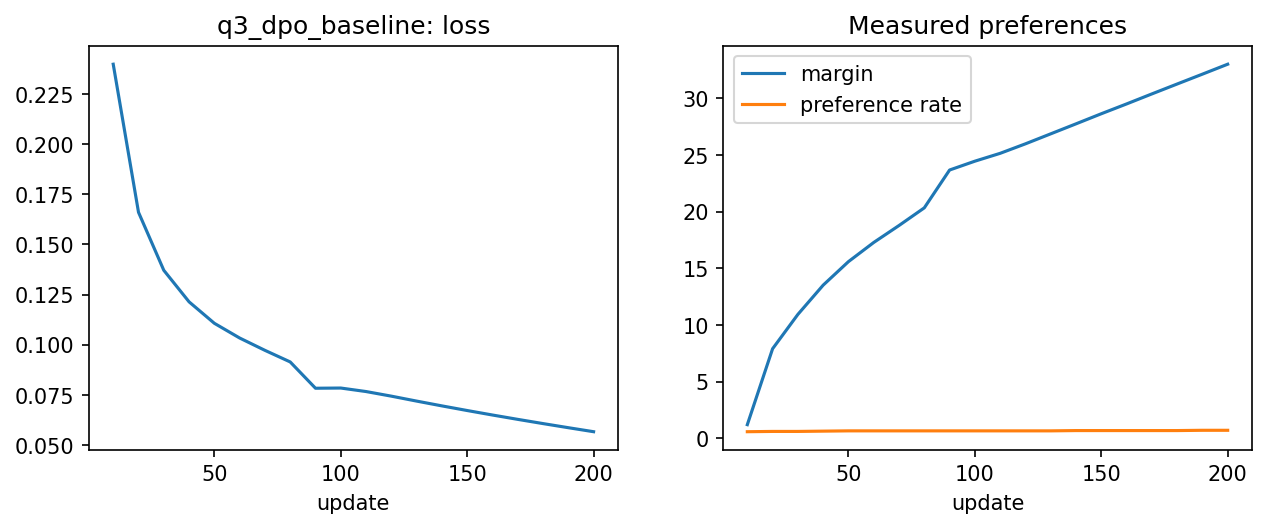 q3_dpo_baseline: loss
0.225
0.200
0.175
0.150
0.125
0.100
0.075
0.050
50 100 150 200
update
Measured preferences
margin
preference rate
30
25
20
15
10
5
0
50 100 150 200
update